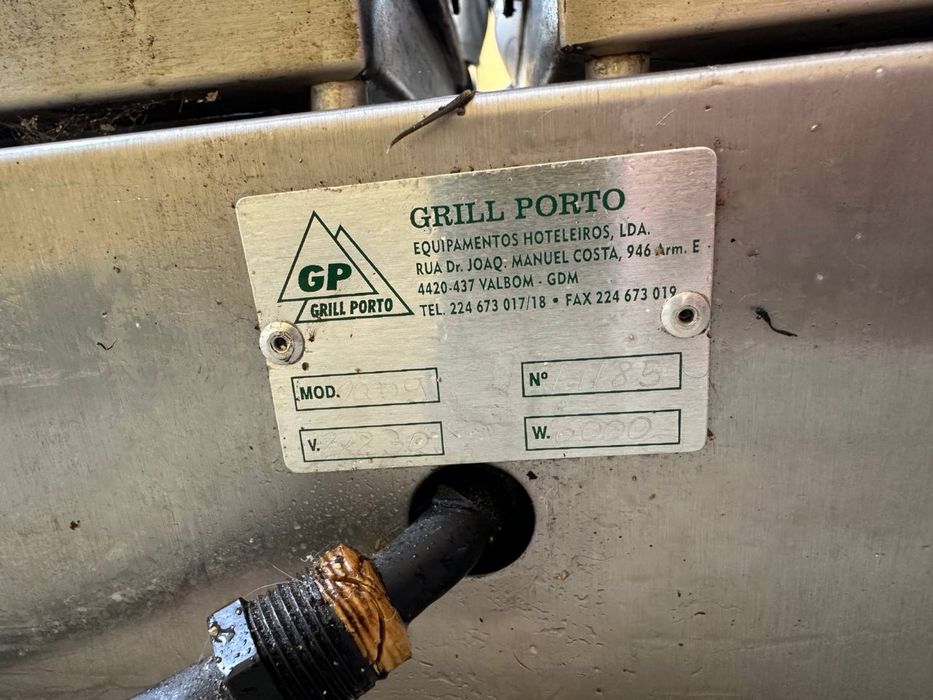 GRILL PORTO
EQUIPAMENTOS HOTELEIROS, LDA.
RUA Dr. JOAQ. MANUEL COSTA, 946 Arm. E
4420-437 VALBOM - GDM
TEL. 224 673 017/18 • FAX 224 673 019
GP
GRILL PORTO
MOD.
Nº
V.
W.